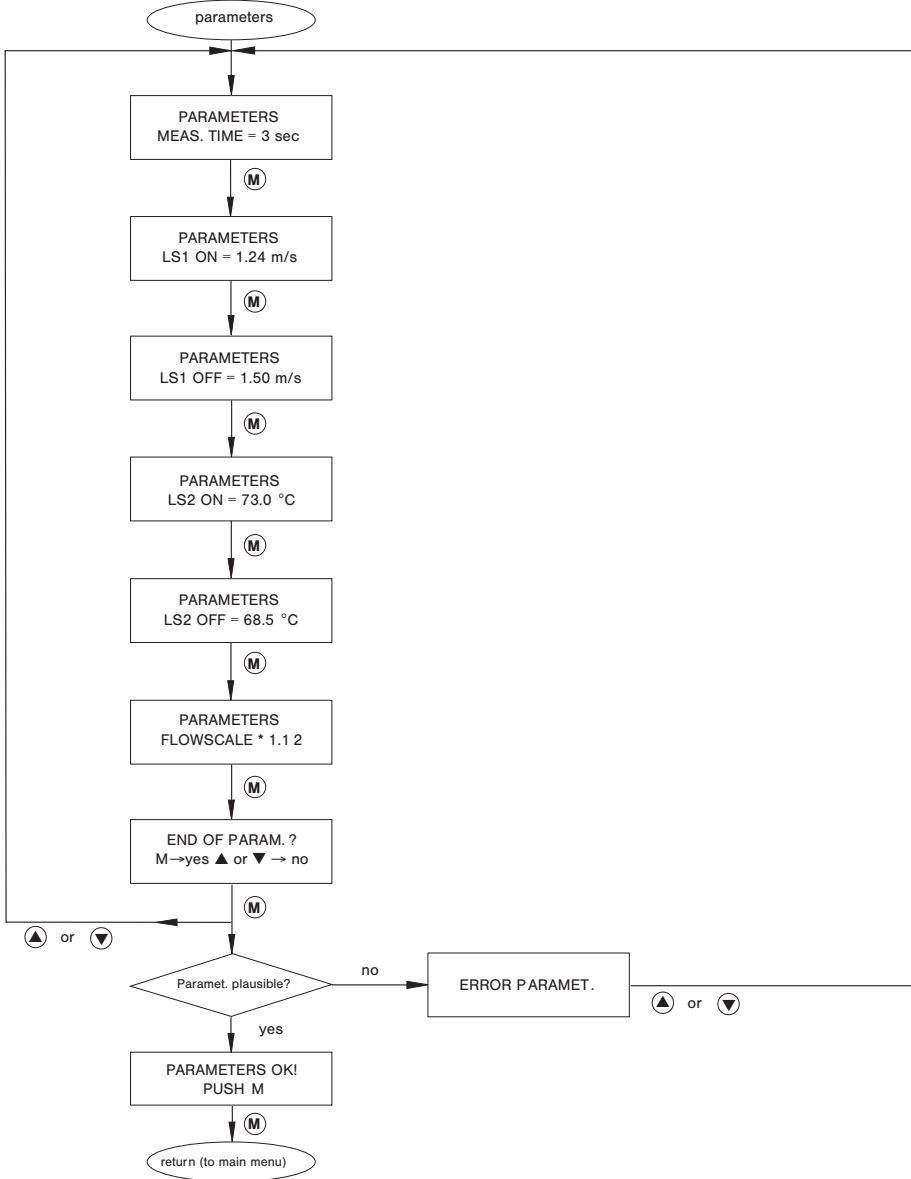 parameters
PARAMETERS
MEAS. TIME = 3 sec
M
PARAMETERS
LS1 ON = 1.24 m/s
M
PARAMETERS
LS1 OFF = 1.50 m/s
M
PARAMETERS
LS2 ON = 73.0 °C
M
PARAMETERS
LS2 OFF = 68.5 °C
M
PARAMETERS
FLOWSCALE * 1.1 2
M
END OF PARAM. ?
M→yes ▲ or ▼ → no
M
▲ or ▼
Paramet. plausible?
no
ERROR PARAMET.
▲ or ▼
yes
PARAMETERS OK!
PUSH M
M
return (to main menu)